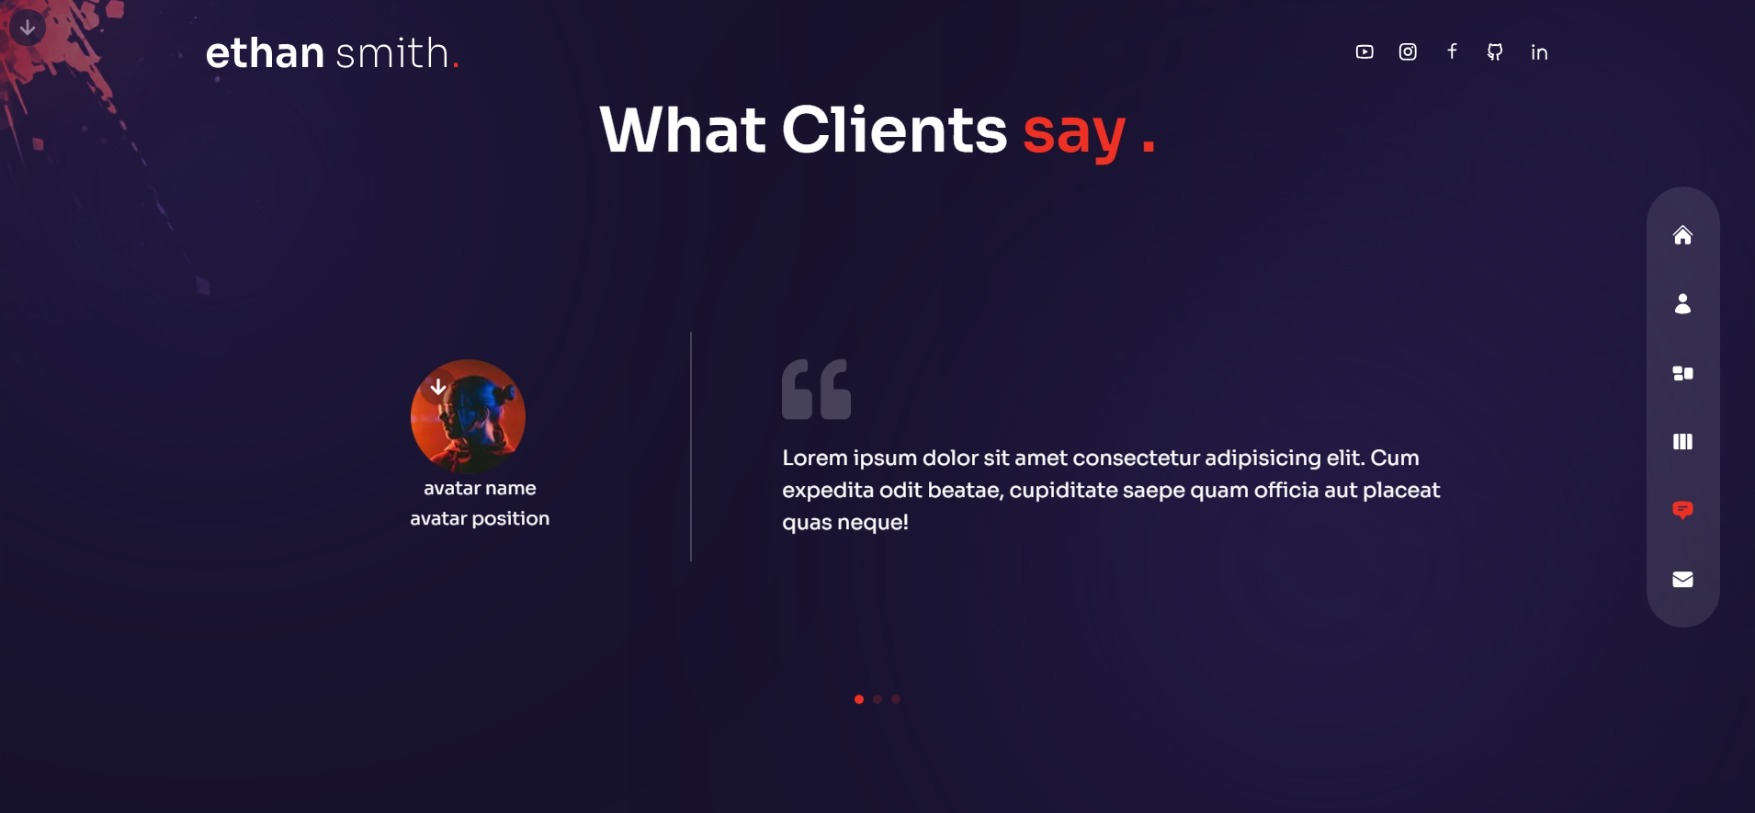 ethan smith.
What Clients say .
avatar name
avatar position
Lorem ipsum dolor sit amet consectetur adipisicing elit. Cum
expedita odit beatae, cupiditate saepe quam officia aut placeat
quas neque!